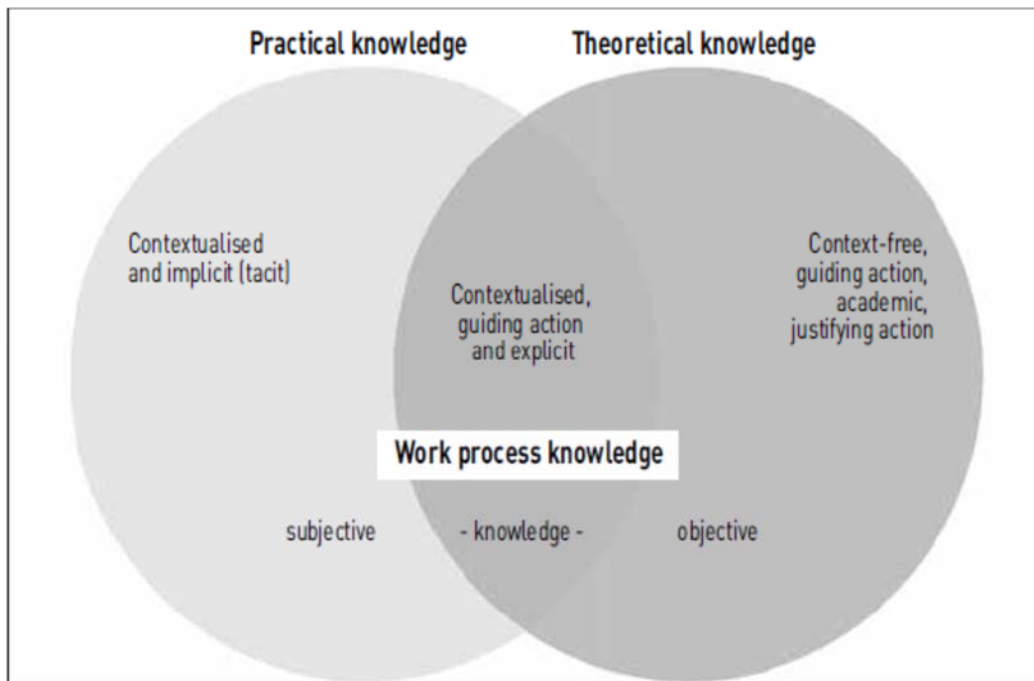 Practical knowledge
Theoretical knowledge
Contextualised
and implicit (tacit)
Contextualised,
guiding action
and explicit
Context-free,
guiding action,
academic,
justifying action
Work process knowledge
subjective - knowledge - objective